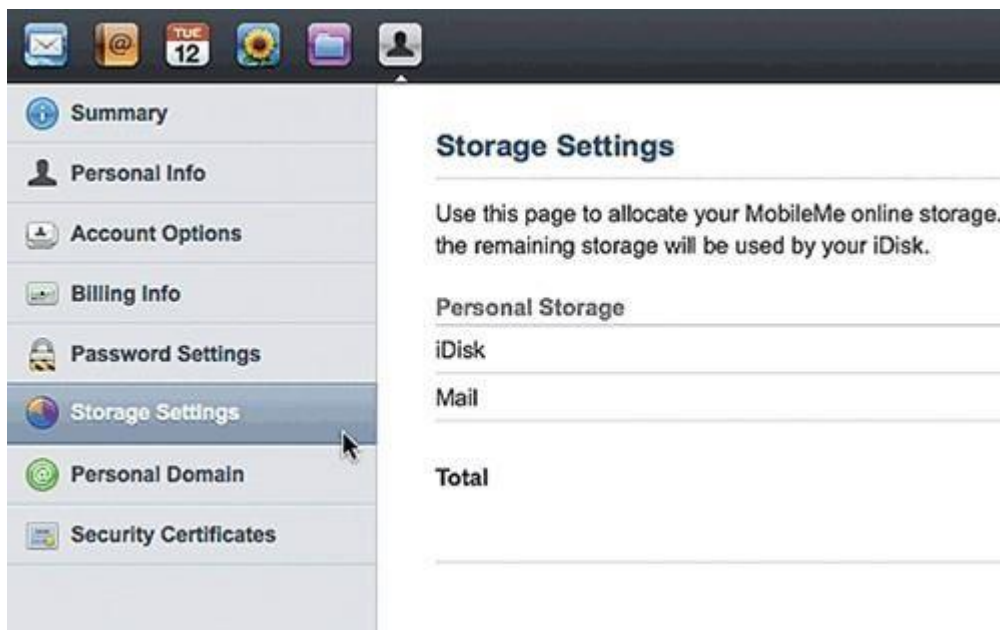 TUE
12
Summary
Personal Info
Account Options
Billing Info
Password Settings
Storage Settings
Personal Domain
Security Certificates
Storage Settings
Use this page to allocate your MobileMe online storage.
the remaining storage will be used by your iDisk.
Personal Storage
iDisk
Mail
Total